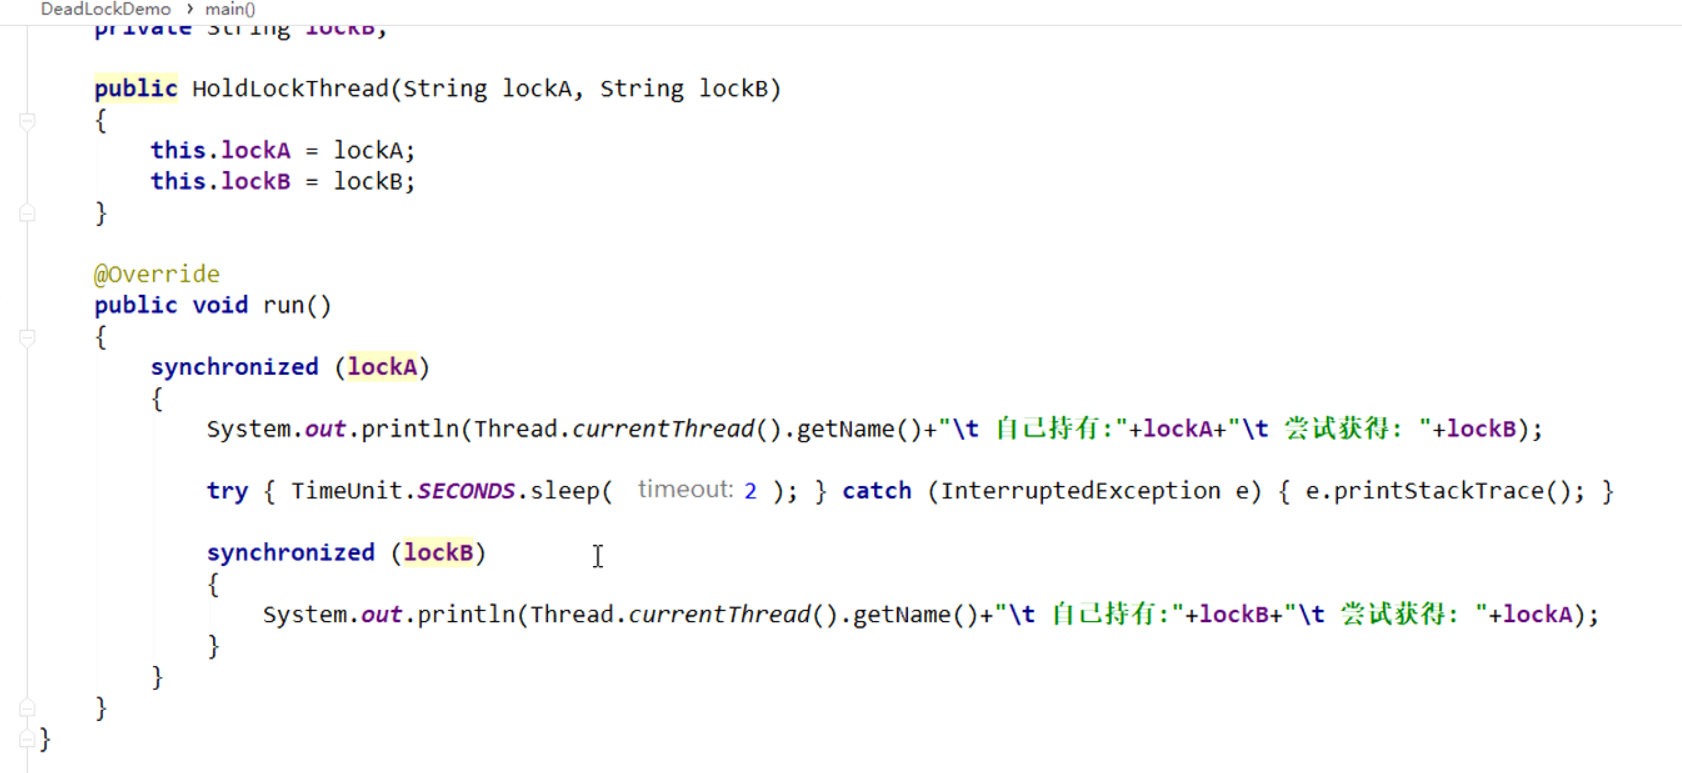 DeadLockDemo › main()
private String lockB;
public HoldLockThread(String lockA, String lockB)
{
this.lockA = lockA;
this.lockB = lockB;
}
@Override
public void run()
{
synchronized (lockA)
{
System.out.println(Thread.currentThread().getName()+"\t 自己持有:"+lockA+"\t 尝试获得: "+lockB);
try { TimeUnit.SECONDS.sleep( timeout: 2 ); } catch (InterruptedException e) { e.printStackTrace(); }
synchronized (lockB)
{
System.out.println(Thread.currentThread().getName()+"\t 自己持有:"+lockB+"\t 尝试获得: "+lockA);
}
}
}
}